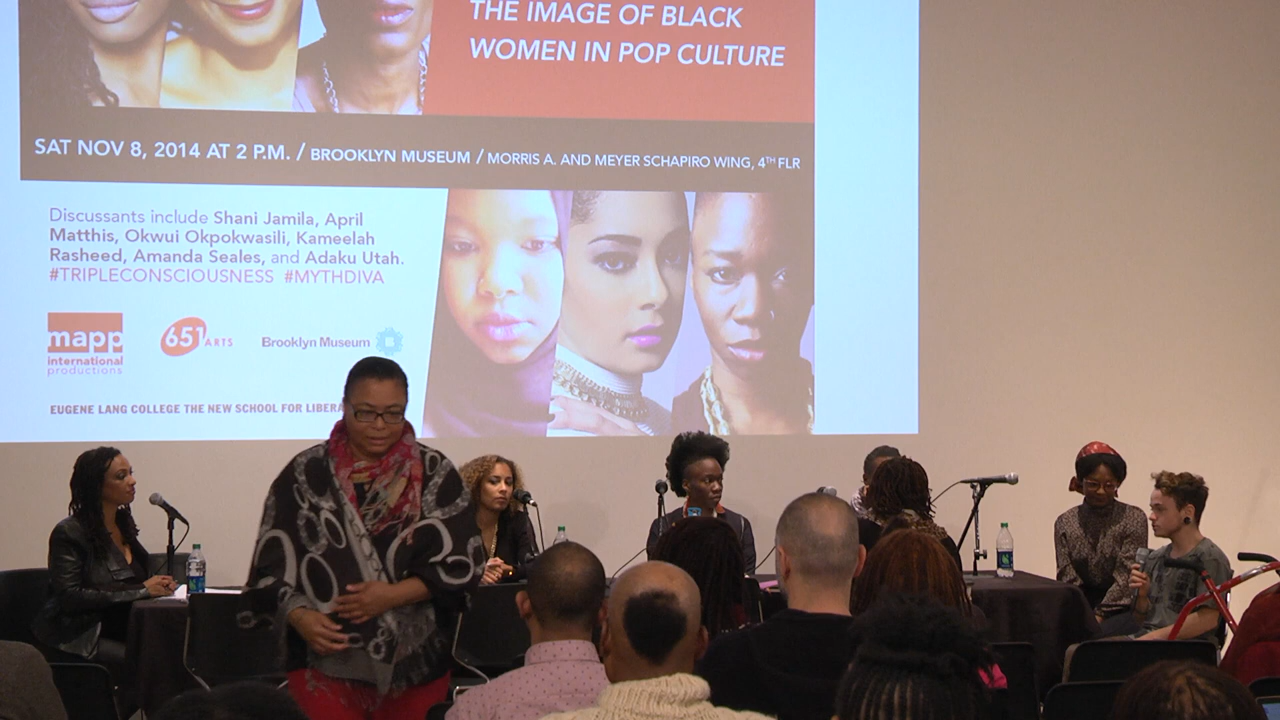 THE IMAGE OF BLACK
WOMEN IN POP CULTURE
SAT NOV 8, 2014 AT 2 P.M. / BROOKLYN MUSEUM / MORRIS A. AND MEYER SCHAPIRO WING, 4TH FLR
Discussants include Shani Jamila, April
Matthis, Okwui Okpokwasili, Kameelah
Rasheed, Amanda Seales, and Adaku Utah.
#TRIPLECONSCIOUSNESS #MYTHDIVA
mapp
international
productions
651 ARTS
Brooklyn Museum
EUGENE LANG COLLEGE THE NEW SCHOOL FOR